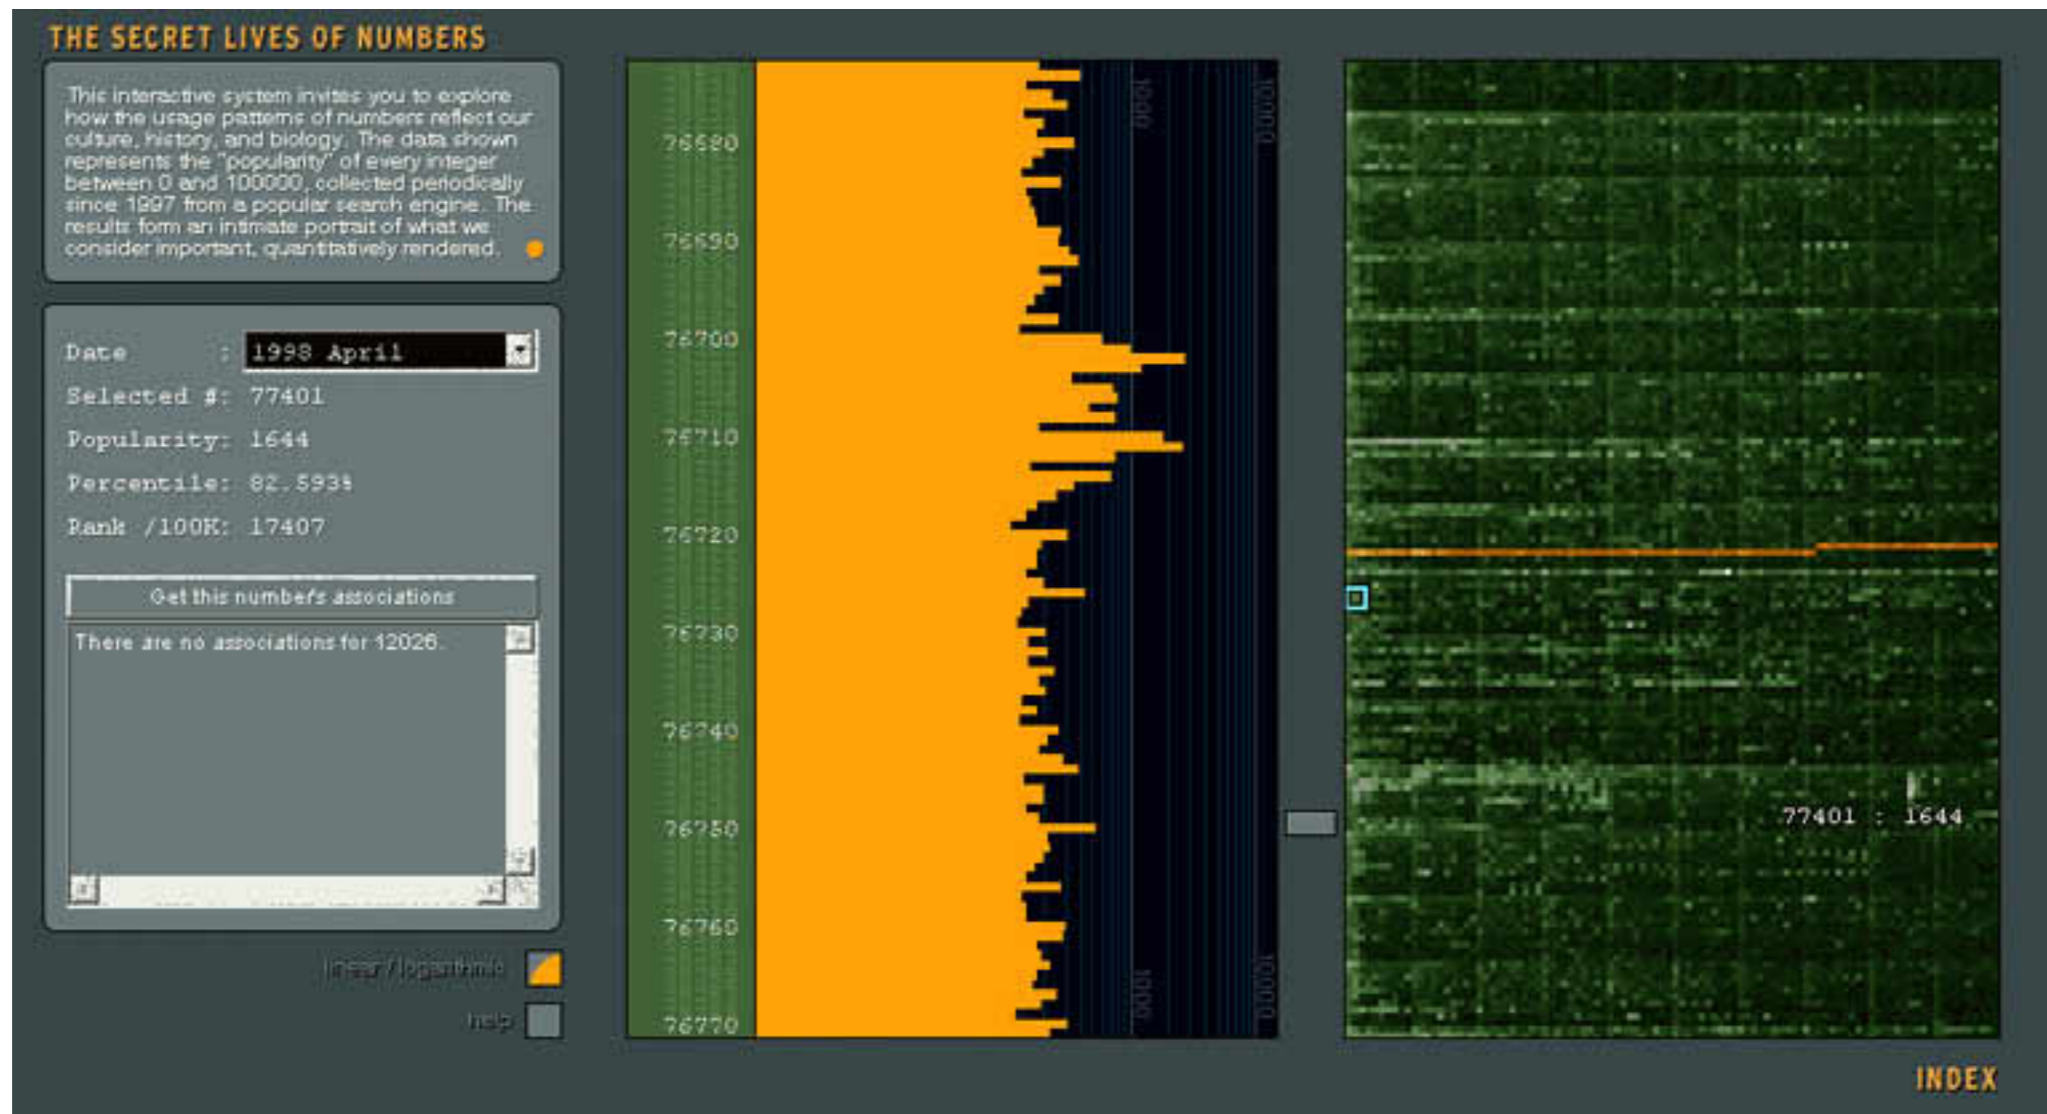 THE SECRET LIVES OF NUMBERS
This interactive system invites you to explore
how the usage patterns of numbers reflect our
culture, history, and biology. The data shown
represents the "popularity" of every integer
between 0 and 100000, collected periodically
since 1997 from a popular search engine. The
results form an intimate portrait of what we
consider important, quantitatively rendered.
Date : 1998 April
Selected #: 77401
Popularity: 1644
Percentile: 82.593%
Rank /100K: 17407
Get this number's associations
There are no associations for 12026.
linear / logarithmic
help
1000
10000
76680
76690
76700
76710
76720
76730
76740
76750
76760
76770
1000
10000
77401 : 1644
INDEX